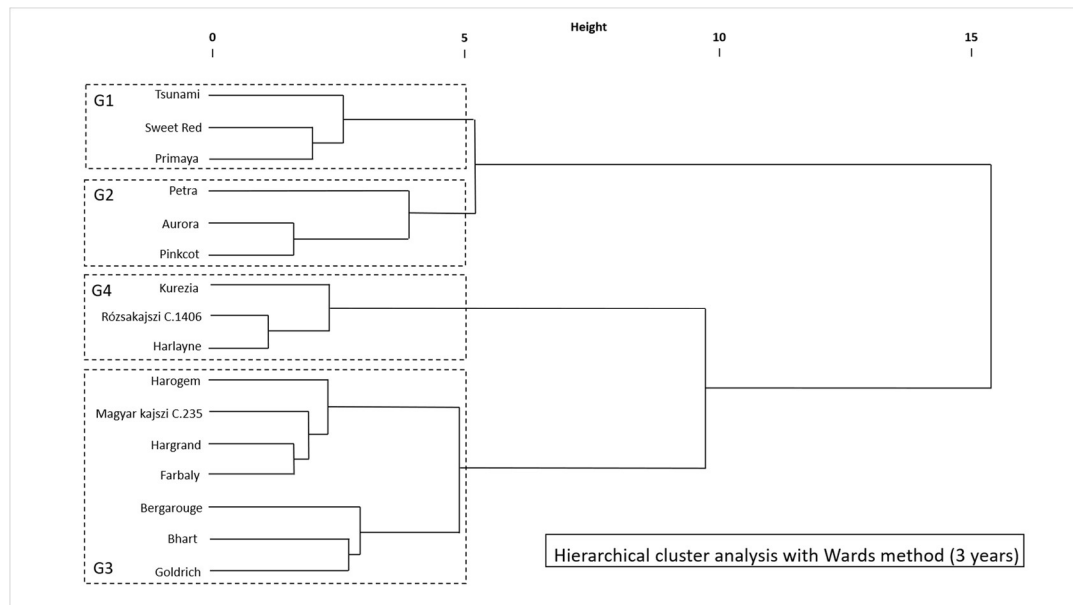 Height
0 5 10 15
G1
Tsunami
Sweet Red
Primaya
G2
Petra
Aurora
Pinkcot
G4
Kurezia
Rózsakajszi C.1406
Harlayne
Harogem
Magyar kajszi C.235
Hargrand
Farbaly
Bergarouge
Bhart
G3
Goldrich
Hierarchical cluster analysis with Wards method (3 years)